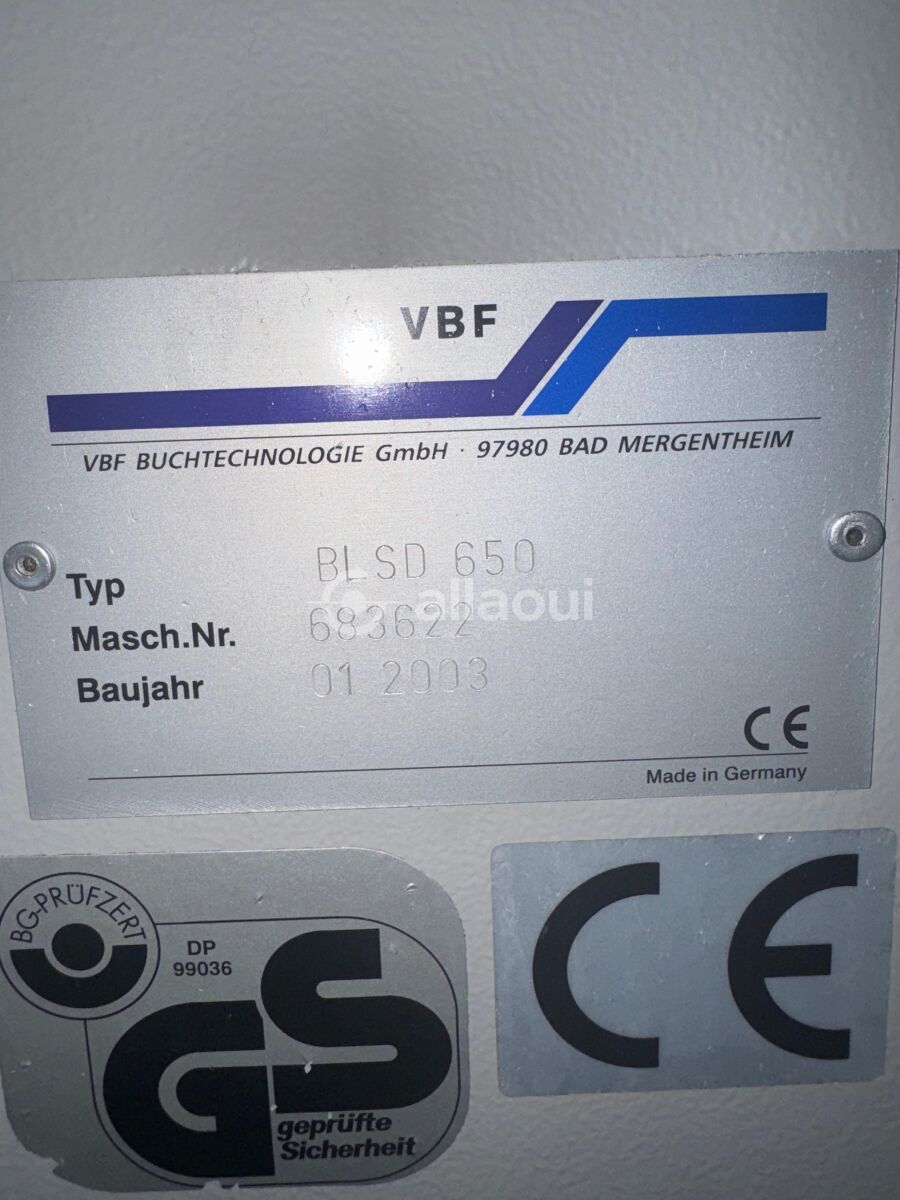 VBF
VBF BUCHTECHNOLOGIE GmbH · 97980 BAD MERGENTHEIM
Typ BLSD 650
allaoui
Masch.Nr. 683622
Baujahr 01 2003
CE
Made in Germany
BG-PRÜFZERT
DP
99036
GS
geprüfte
Sicherheit
CE